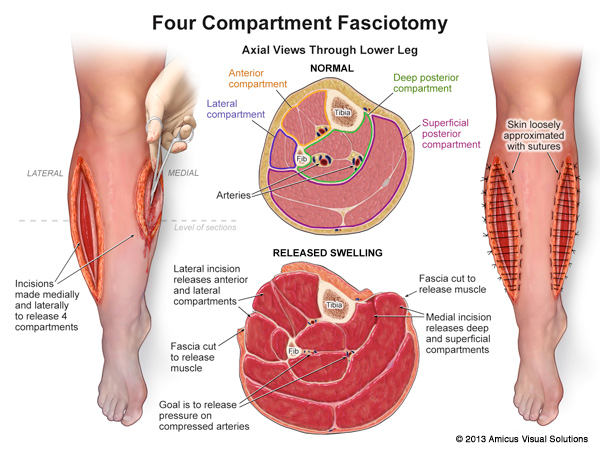 Four Compartment Fasciotomy
Axial Views Through Lower Leg
NORMAL
Anterior
compartment
Deep posterior
compartment
Lateral
compartment
Superficial
posterior
compartment
Tibia
Fib
Arteries
LATERAL
MEDIAL
Level of sections
Incisions
made medially
and laterally
to release 4
compartments
RELEASED SWELLING
Lateral incision
releases anterior
and lateral
compartments
Fascia cut to
release muscle
Tibia
Medial incision
releases deep
and superficial
compartments
Fib
Fascia cut
to release
muscle
Goal is to release
pressure on
compressed arteries
Skin loosely
approximated
with sutures
© 2013 Amicus Visual Solutions